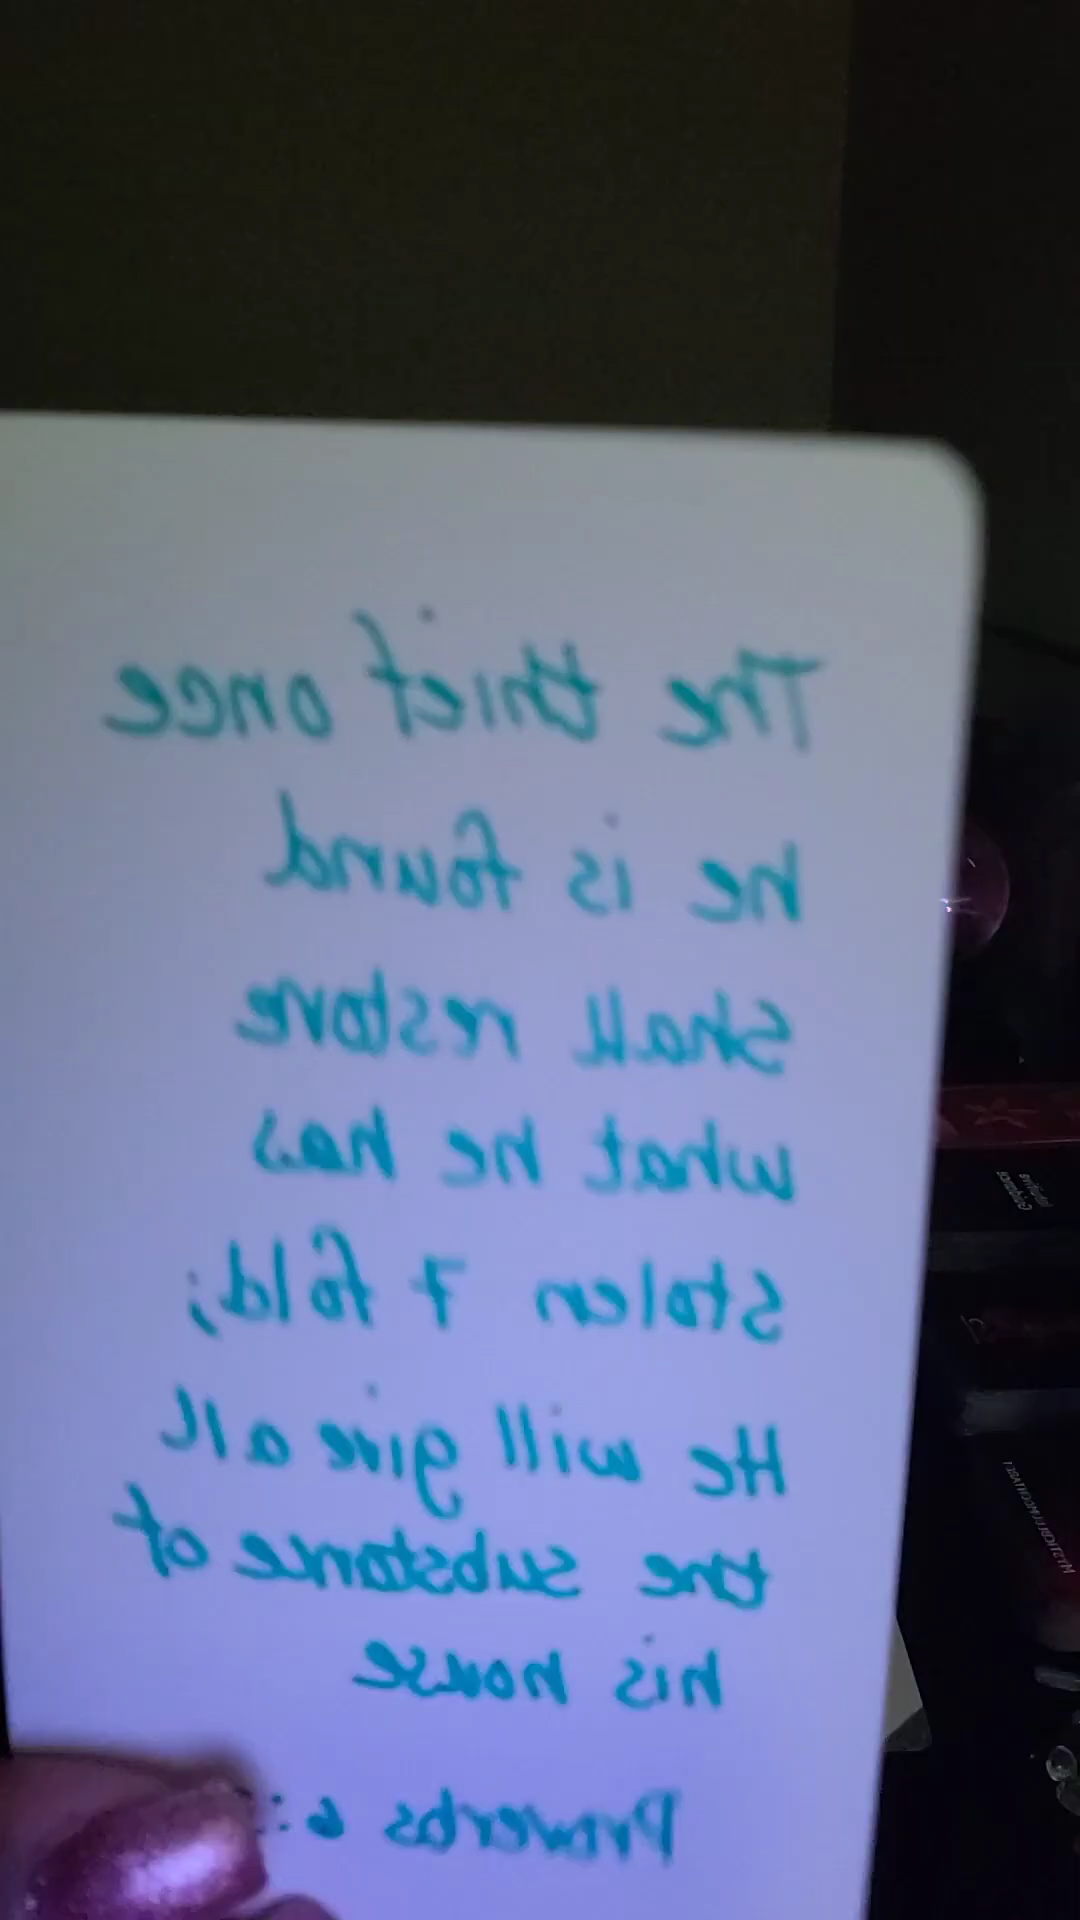 The thief once
he is found
shall restore
what he has
stolen 7 fold;
He will give all
the substance of
his house
Proverbs 6: